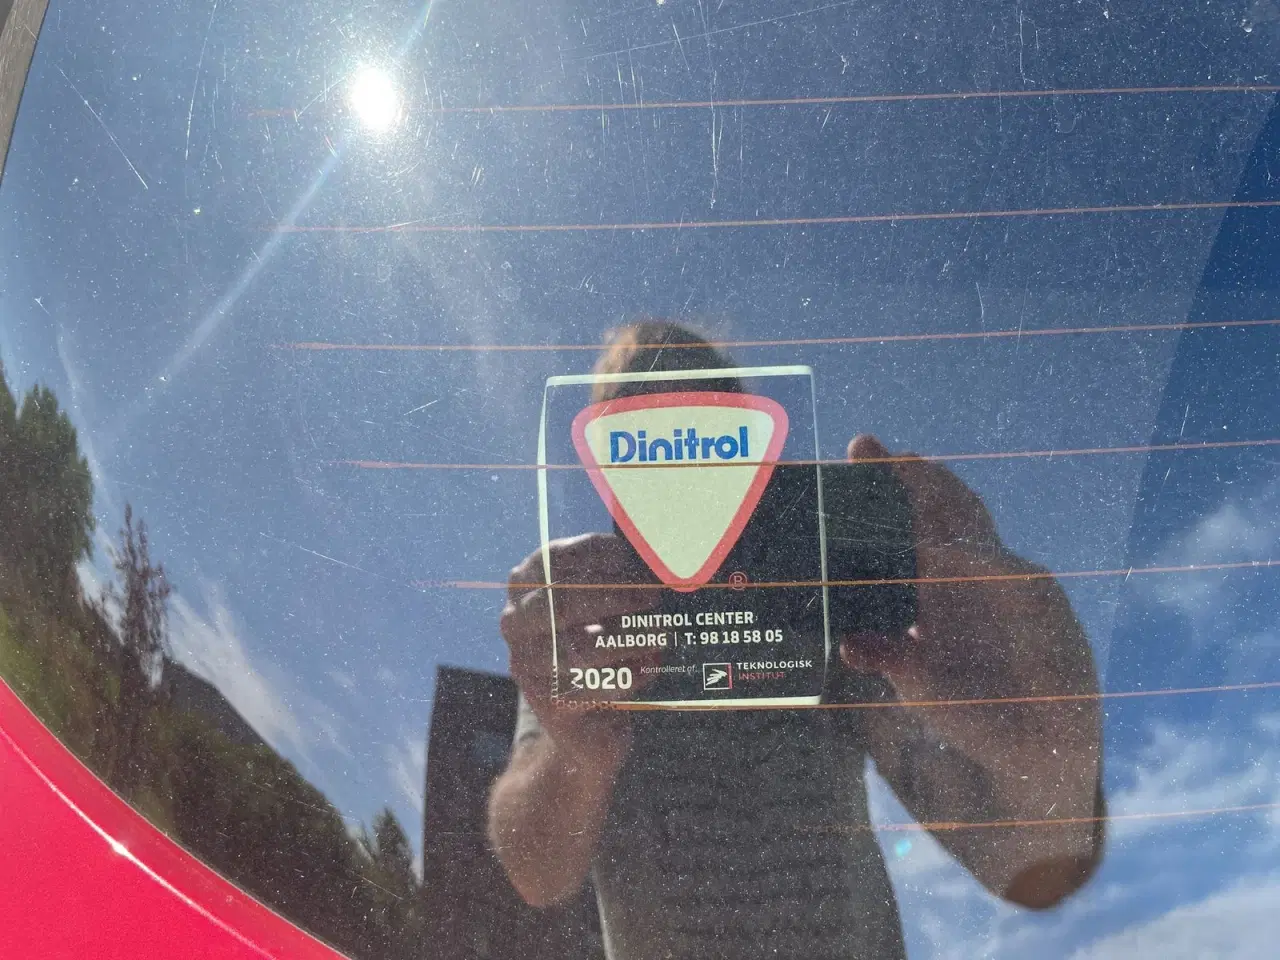 Dinitrol
®
DINITROL CENTER
AALBORG | T: 98 18 58 05
2020 Kontrolleret af... TEKNOLOGISK
INSTITUT